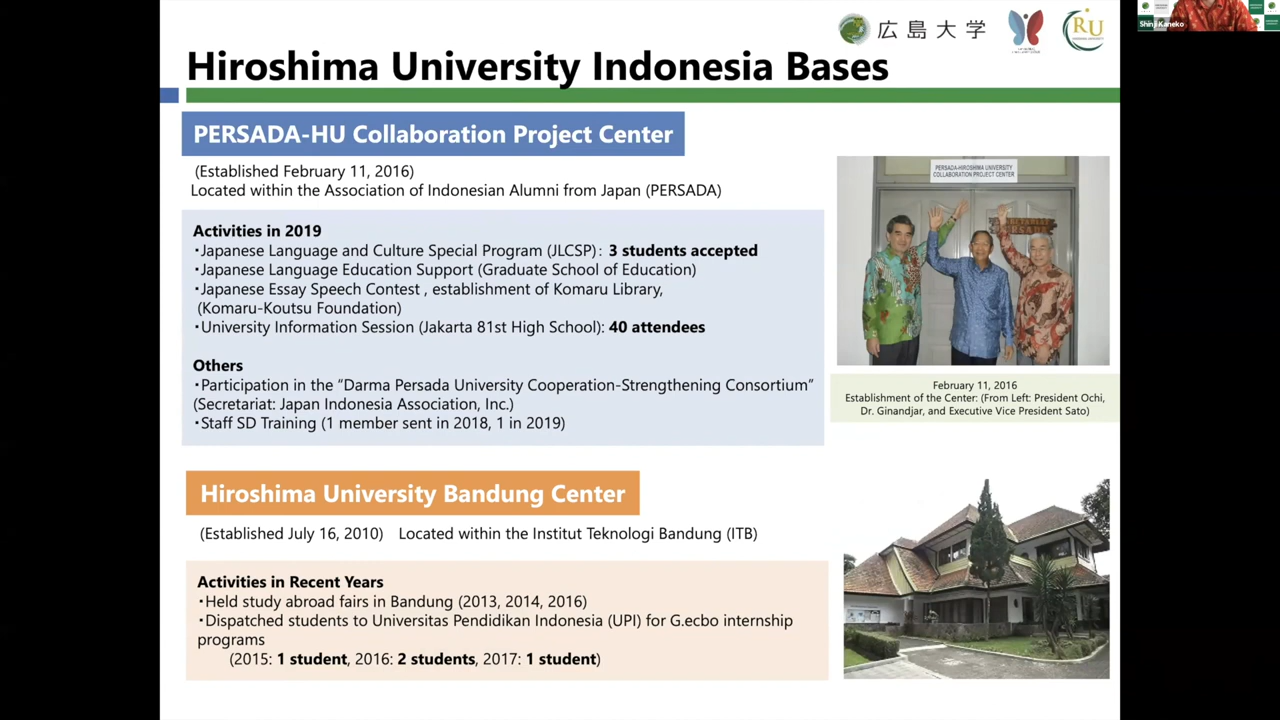 広島大学
RU
Shinji Kaneko
Hiroshima University Indonesia Bases
PERSADA-HU Collaboration Project Center
(Established February 11, 2016)
Located within the Association of Indonesian Alumni from Japan (PERSADA)
Activities in 2019
・Japanese Language and Culture Special Program (JLCSP): 3 students accepted
・Japanese Language Education Support (Graduate School of Education)
・Japanese Essay Speech Contest , establishment of Komaru Library,
(Komaru-Koutsu Foundation)
・University Information Session (Jakarta 81st High School): 40 attendees
Others
・Participation in the “Darma Persada University Cooperation-Strengthening Consortium”
(Secretariat: Japan Indonesia Association, Inc.)
・Staff SD Training (1 member sent in 2018, 1 in 2019)
PERSADA-HIROSHIMA UNIVERSITY
COLLABORATION PROJECT CENTER
February 11, 2016
Establishment of the Center: (From Left: President Ochi,
Dr. Ginandjar, and Executive Vice President Sato)
Hiroshima University Bandung Center
(Established July 16, 2010) Located within the Institut Teknologi Bandung (ITB)
Activities in Recent Years
・Held study abroad fairs in Bandung (2013, 2014, 2016)
・Dispatched students to Universitas Pendidikan Indonesia (UPI) for G.ecbo internship
programs
(2015: 1 student, 2016: 2 students, 2017: 1 student)